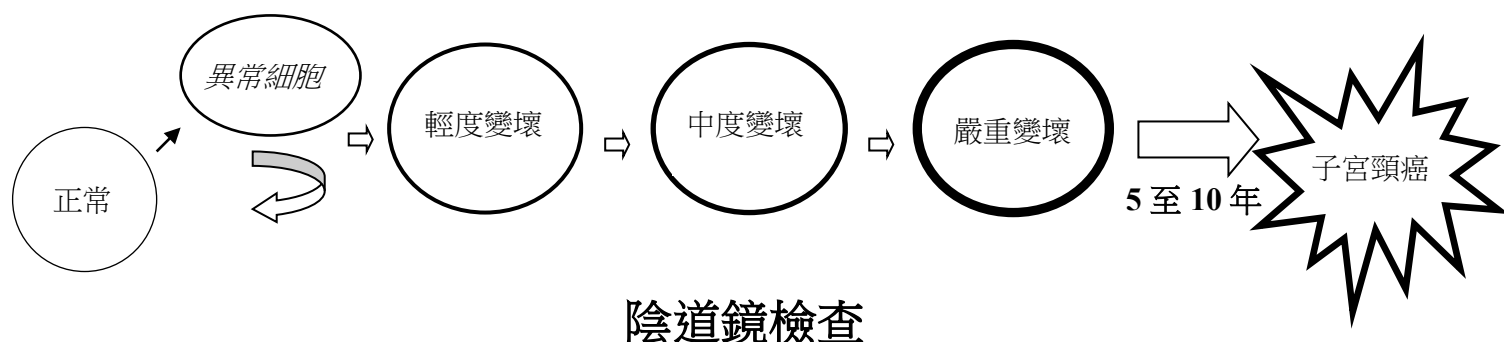 正常
異常細胞
輕度變壞
中度變壞
嚴重變壞
5 至 10 年
子宮頸癌
陰道鏡檢查